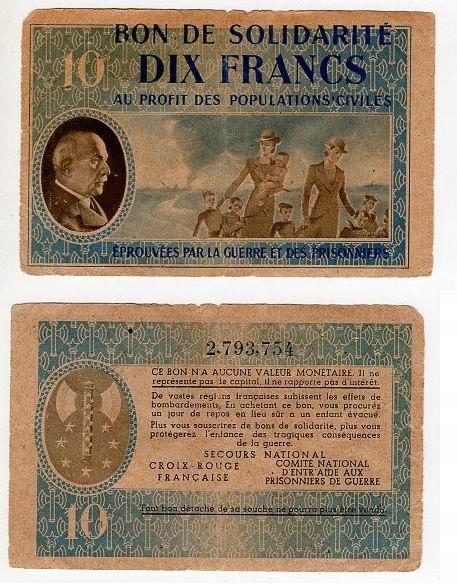 BON DE SOLIDARITÉ
10 DIX FRANCS
AU PROFIT DES POPULATIONS CIVILES
ÉPROUVÉES PAR LA GUERRE ET DES PRISONNIERS
2.793.754
CE BON N'A AUCUNE VALEUR MONÉTAIRE. Il ne
représente pas de capital, il ne rapporte pas d'intérêt.
De vastes régions françaises subissent les effets de
bombardements. En achetant ce bon, vous procurez
un jour de repos en lieu sûr a un enfant évacué.
Plus vous souscrirez de bons de solidarité, plus vous
protégerez l'enfance des tragiques conséquences
de la guerre.
SECOURS NATIONAL
CROIX-ROUGE
FRANÇAISE
COMITÉ NATIONAL
D'ENTR'AIDE AUX
PRISONNIERS DE GUERRE
10
Tout bon détaché de sa souche ne pourra plus être vendu.